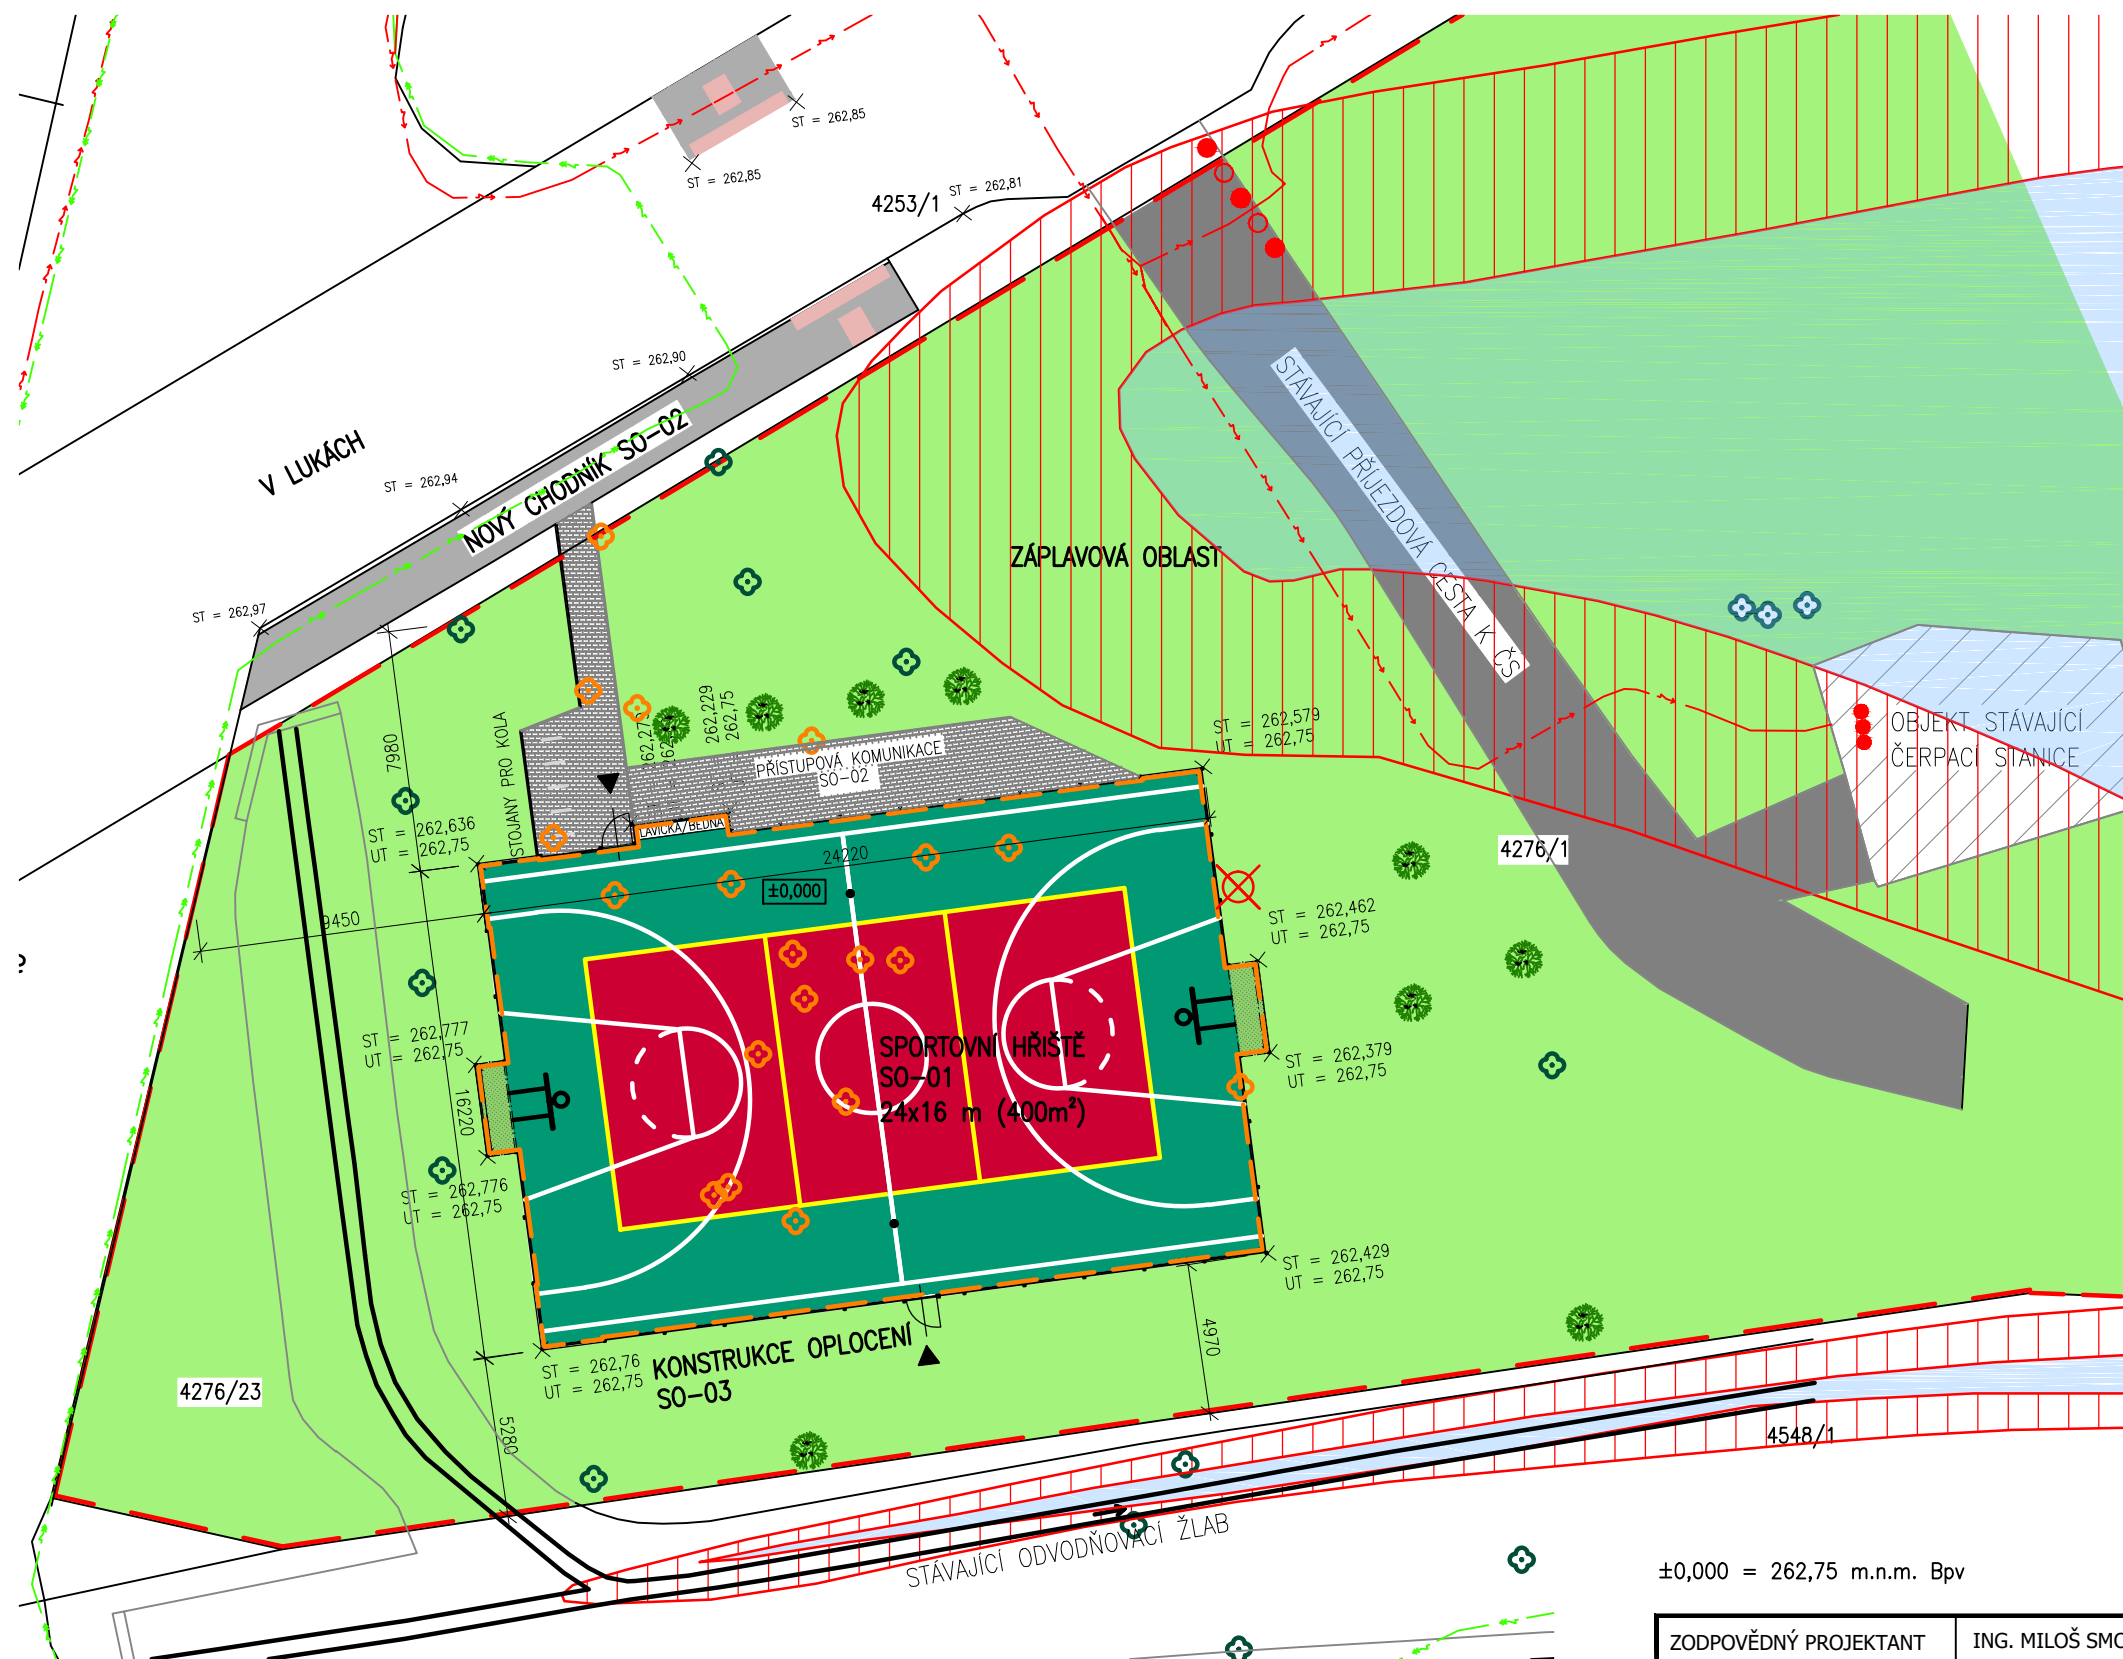 ST = 262,85
ST = 262,85
4253/1
ST = 262,81
ST = 262,90
V LUKÁCH
NOVÝ CHODNÍK SO-02
ST = 262,94
ST = 262,97
ZÁPLAVOVÁ OBLAST
STÁVAJÍCÍ PŘÍJEZDOVÁ CESTA K ČS
OBJEKT STÁVAJÍCÍ
ČERPACÍ STANICE
7980
STOJANY PRO KOLA
262,229
262,75
ST = 262,579
UT = 262,75
PŘÍSTUPOVÁ KOMUNIKACE
SO-02
LAVIČKA/BEDNA
ST = 262,636
UT = 262,75
24220
±0,000
4276/1
9450
ST = 262,462
UT = 262,75
ST = 262,777
UT = 262,75
SPORTOVNÍ HŘIŠTĚ
SO-01
24x16 m (400m²)
ST = 262,379
UT = 262,75
16220
ST = 262,776
UT = 262,75
ST = 262,429
UT = 262,75
ST = 262,76
UT = 262,75
KONSTRUKCE OPLOCENÍ
SO-03
4970
4276/23
5280
4548/1
STÁVAJÍCÍ ODVODŇOVACÍ ŽLAB
±0,000 = 262,75 m.n.m. Bpv
ZODPOVĚDNÝ PROJEKTANT
ING. MILOŠ